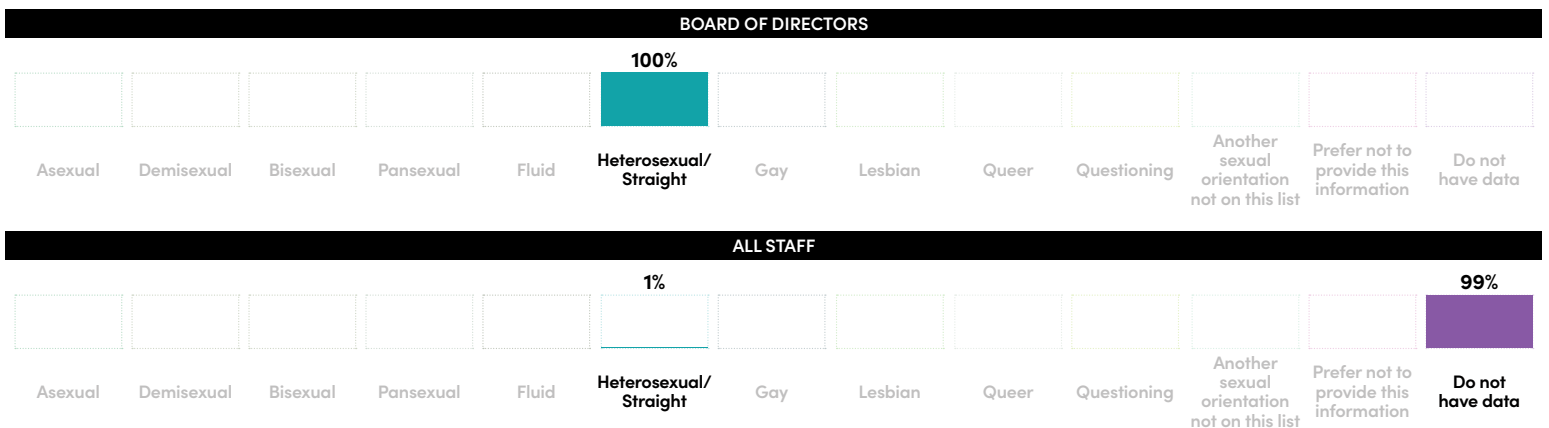 BOARD OF DIRECTORS
100%
Asexual
Demisexual
Bisexual
Pansexual
Fluid
Heterosexual/
Straight
Gay
Lesbian
Queer
Questioning
Another
sexual
orientation
not on this list
Prefer not to
provide this
information
Do not
have data
ALL STAFF
1%
99%
Asexual
Demisexual
Bisexual
Pansexual
Fluid
Heterosexual/
Straight
Gay
Lesbian
Queer
Questioning
Another
sexual
orientation
not on this list
Prefer not to
provide this
information
Do not
have data